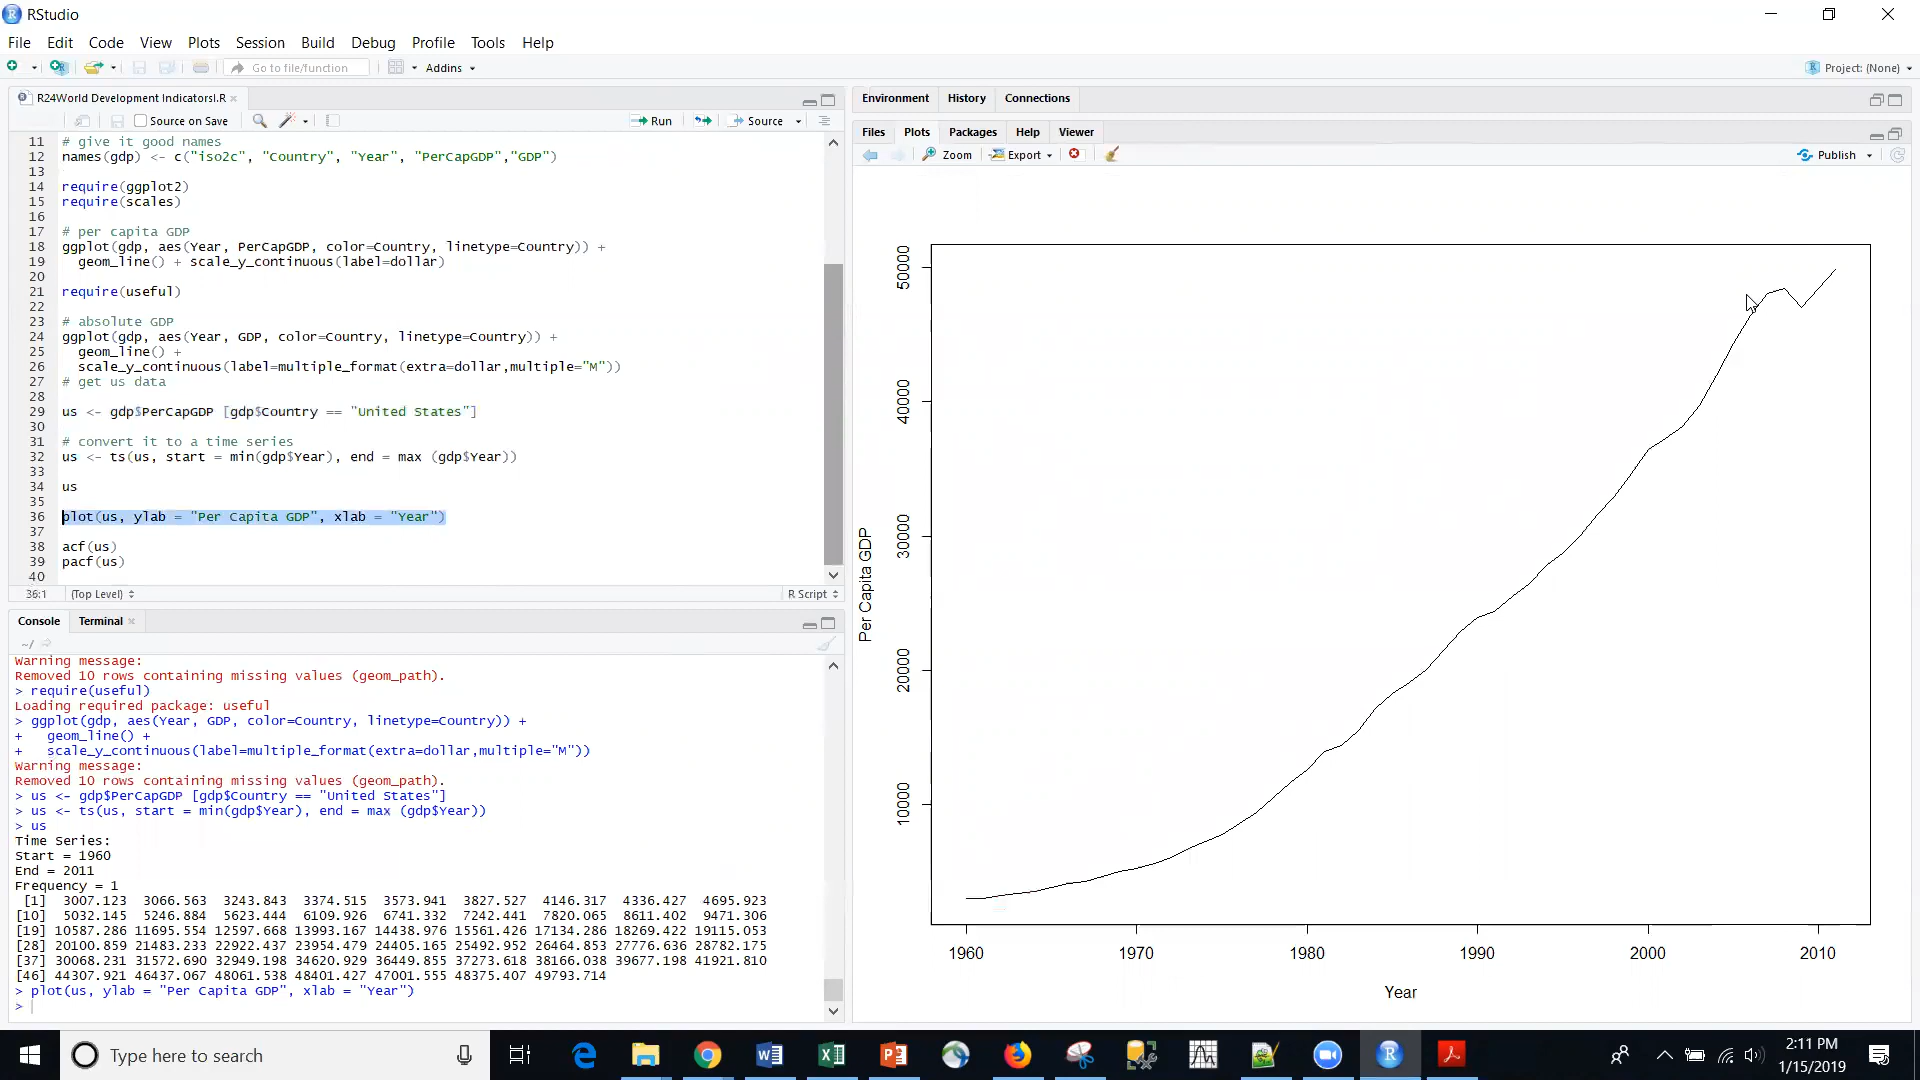 RStudio
File Edit Code View Plots Session Build Debug Profile Tools Help
Go to file/function Addins Project: (None)
R24World Development Indicatorsl.R
Source on Save Run Source
11 # give it good names
12 names(gdp) <- c("iso2c", "Country", "Year", "PerCapGDP","GDP")
13
14 require(ggplot2)
15 require(scales)
16
17 # per capita GDP
18 ggplot(gdp, aes(Year, PerCapGDP, color=Country, linetype=Country)) +
19 geom_line() + scale_y_continuous(label=dollar)
20
21 require(useful)
22
23 # absolute GDP
24 ggplot(gdp, aes(Year, GDP, color=Country, linetype=Country)) +
25 geom_line() +
26 scale_y_continuous(label=multiple_format(extra=dollar,multiple="M"))
27 # get us data
28
29 us <- gdp$PerCapGDP [gdp$Country == "United States"]
30
31 # convert it to a time series
32 us <- ts(us, start = min(gdp$Year), end = max (gdp$Year))
33
34 us
35
36 plot(us, ylab = "Per Capita GDP", xlab = "Year")
37
38 acf(us)
39 pacf(us)
40
36:1 (Top Level) R Script
Console Terminal
~/
Warning message:
Removed 10 rows containing missing values (geom_path).
> require(useful)
Loading required package: useful
> ggplot(gdp, aes(Year, GDP, color=Country, linetype=Country)) +
+ geom_line() +
+ scale_y_continuous(label=multiple_format(extra=dollar,multiple="M"))
Warning message:
Removed 10 rows containing missing values (geom_path).
> us <- gdp$PerCapGDP [gdp$Country == "United States"]
> us <- ts(us, start = min(gdp$Year), end = max (gdp$Year))
> us
Time Series:
Start = 1960
End = 2011
Frequency = 1
[1] 3007.123 3066.563 3243.843 3374.515 3573.941 3827.527 4146.317 4336.427 4695.923
[10] 5032.145 5246.884 5623.444 6109.926 6741.332 7242.441 7820.065 8611.402 9471.306
[19] 10587.286 11695.554 12597.668 13993.167 14438.976 15561.426 17134.286 18269.422 19115.053
[28] 20100.859 21483.233 22922.437 23954.479 24405.165 25492.952 26464.853 27776.636 28782.175
[37] 30068.231 31572.690 32949.198 34620.929 36449.855 37273.618 38166.038 39677.198 41921.810
[46] 44307.921 46437.067 48061.538 48401.427 47001.555 48375.407 49793.714
> plot(us, ylab = "Per Capita GDP", xlab = "Year")
>
Environment History Connections
Files Plots Packages Help Viewer
Zoom Export Publish
50000
40000
30000
20000
10000
Per Capita GDP
1960 1970 1980 1990 2000 2010
Year
Type here to search
2:11 PM
1/15/2019